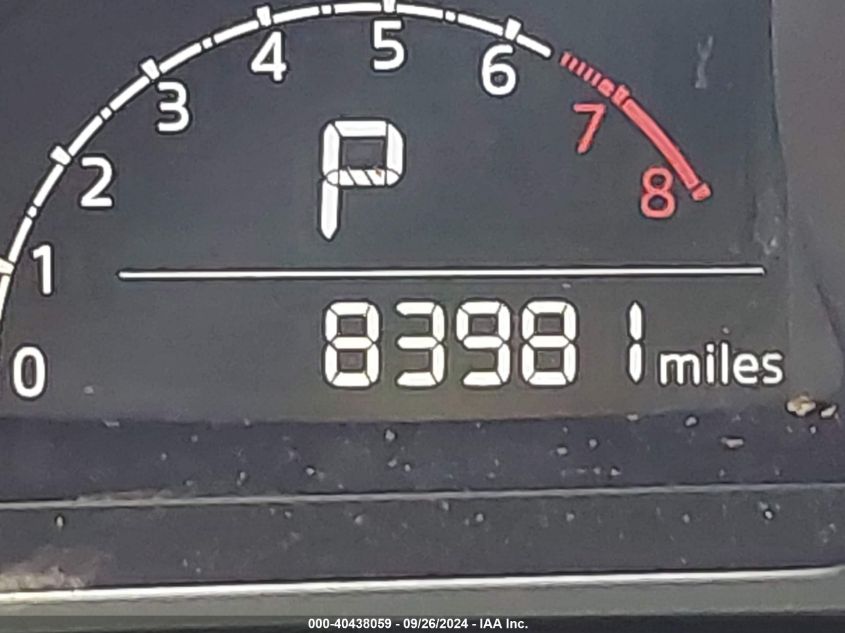 0 1 2 3 4 5 6 7 8
P
83981 miles
000-40438059 - 09/26/2024 - IAA Inc.